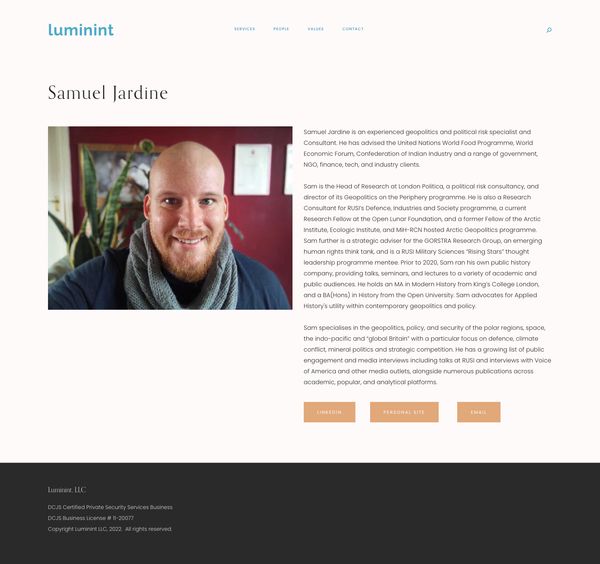 luminint
SERVICES
PEOPLE
VALUES
CONTACT
Samuel Jardine
Samuel Jardine is an experienced geopolitics and political risk specialist and
Consultant. He has advised the United Nations World Food Programme, World
Economic Forum, Confederation of Indian Industry and a range of government,
NGO, finance, tech, and industry clients.
Sam is the Head of Research at London Politica, a political risk consultancy, and
director of its Geopolitics on the Periphery programme. He is also a Research
Consultant for RUSI's Defence, Industries and Society programme, a current
Research Fellow at the Open Lunar Foundation, and a former Fellow of the Arctic
Institute, Ecologic Institute, and MiH-RCN hosted Arctic Geopolitics programme.
Sam further is a strategic adviser for the GORSTRA Research Group, an emerging
human rights think tank, and is a RUSI Military Sciences "Rising Stars" thought
leadership programme mentee. Prior to 2020, Sam ran his own public history
company, providing talks, seminars, and lectures to a variety of academic and
public audiences. He holds an MA in Modern History from King's College London,
and a BA(Hons) in History from the Open University. Sam advocates for Applied
History's utility within contemporary geopolitics and policy.
Sam specialises in the geopolitics, policy, and security of the polar regions, space,
the indo-pacific and "global Britain" with a particular focus on defence, climate
conflict, mineral politics and strategic competition. He has a growing list of public
engagement and media interviews including talks at RUSI and interviews with Voice
of America and other media outlets, alongside numerous publications across
academic, popular, and analytical platforms.
LINKEDIN
PERSONAL SITE
EMAIL
Luminint, LLC
DCJS Certified Private Security Services Business
DCJS Business License # 11-20077
Copyright Luminint LLC, 2022. All rights reserved.